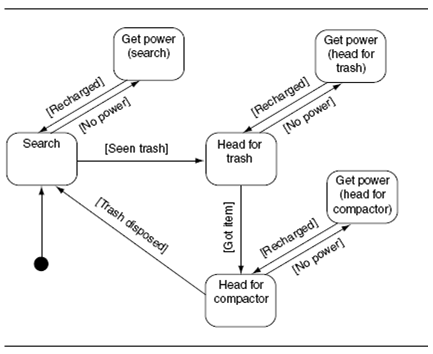 Get power
(search)
Get power
(head for
trash)
[Recharged]
[No power]
[Recharged]
[No power]
Search
[Seen trash]
Head for
trash
Get power
(head for
compactor)
[Trash disposed]
[Got item]
[Recharged]
[No power]
Head for
compactor